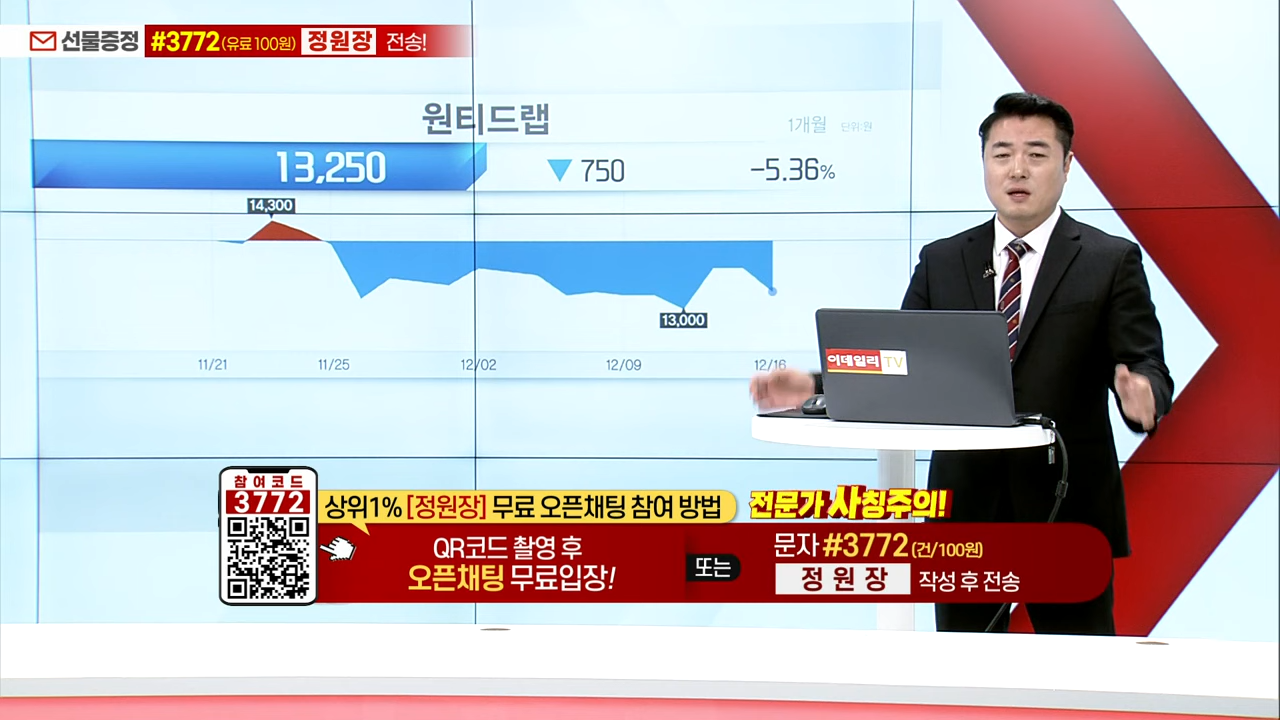 선물증정 #3772 (유료 100원) 정원장 전송!
원티드랩
1개월 단위:원
13,250 ▼ 750 -5.36%
14,300
13,000
11/21 11/25 12/02 12/09 12/16
이데일리 TV
참여코드
3772
상위1% [정원장] 무료 오픈채팅 참여 방법
전문가 사칭주의!
QR코드 촬영 후
오픈채팅 무료입장!
또는
문자 #3772 (건/100원)
정원장 작성 후 전송